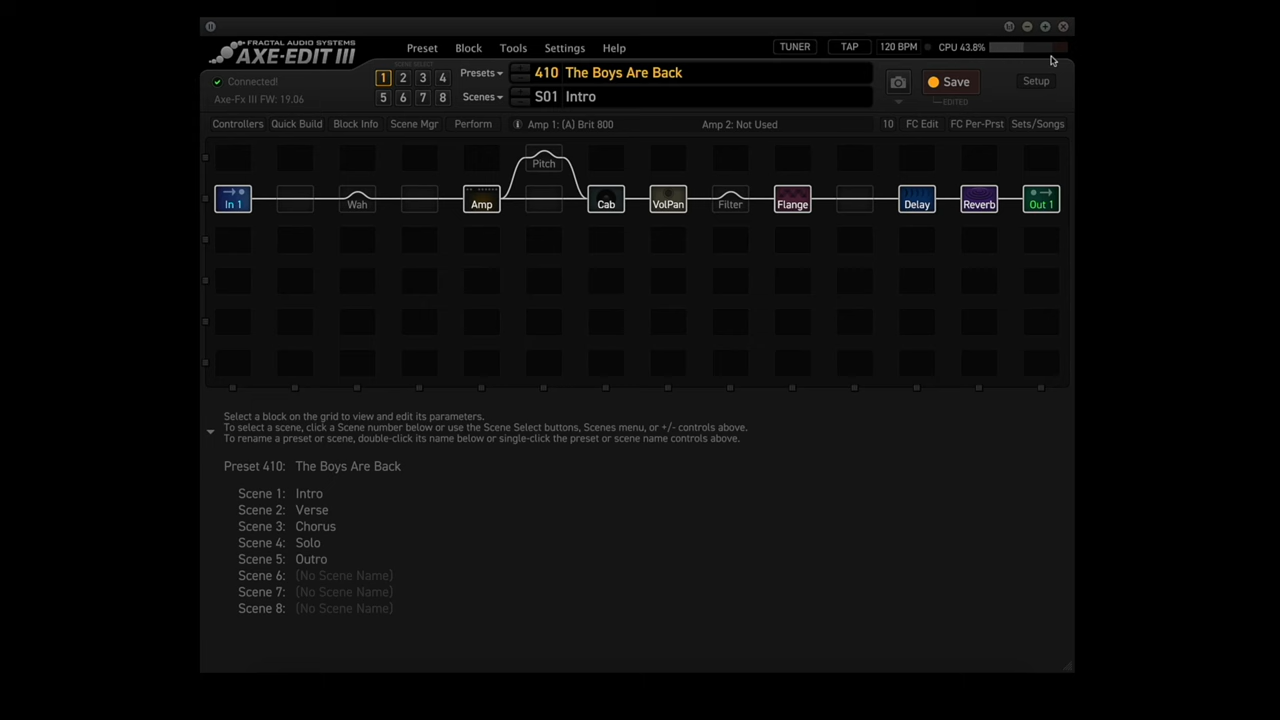 FRACTAL AUDIO SYSTEMS
AXE-EDIT III
Preset Block Tools Settings Help
TUNER TAP 120 BPM CPU 43.8%
Connected!
Axe-Fx III FW: 19.06
SCENE SELECT
1 2 3 4
5 6 7 8
Presets
410 The Boys Are Back
Scenes
S01 Intro
Save
EDITED
Setup
Controllers Quick Build Block Info Scene Mgr Perform Amp 1: (A) Brit 800 Amp 2: Not Used 10 FC Edit FC Per-Prst Sets/Songs
Pitch
In 1 Wah Amp Cab VolPan Filter Flange Delay Reverb Out 1
Select a block on the grid to view and edit its parameters.
To select a scene, click a Scene number below or use the Scene Select buttons, Scenes menu, or +/- controls above.
To rename a preset or scene, double-click its name below or single-click the preset or scene name controls above.
Preset 410: The Boys Are Back
Scene 1: Intro
Scene 2: Verse
Scene 3: Chorus
Scene 4: Solo
Scene 5: Outro
Scene 6: (No Scene Name)
Scene 7: (No Scene Name)
Scene 8: (No Scene Name)